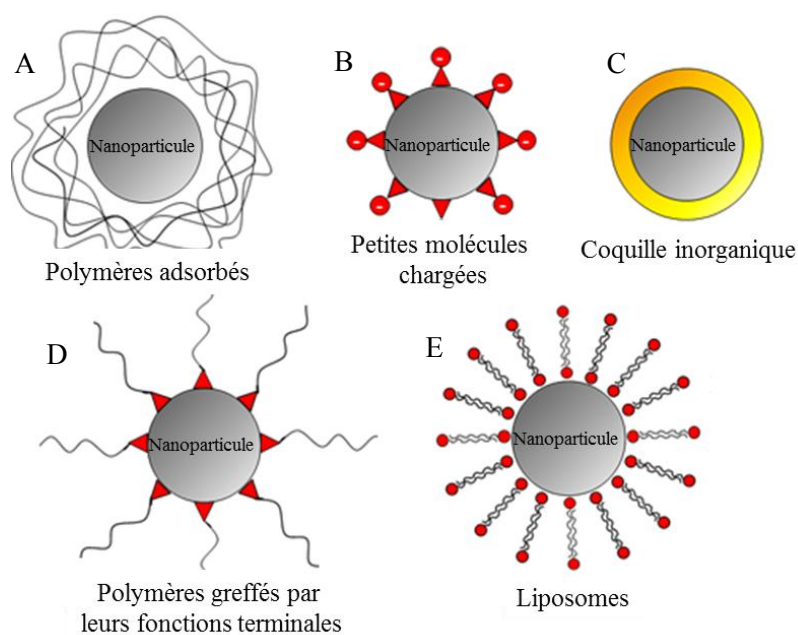 A
Nanoparticule
Polymères adsorbés
B
Nanoparticule
Petites molécules
chargées
C
Nanoparticule
Coquille inorganique
D
Nanoparticule
Polymères greffés par
leurs fonctions terminales
E
Nanoparticule
Liposomes